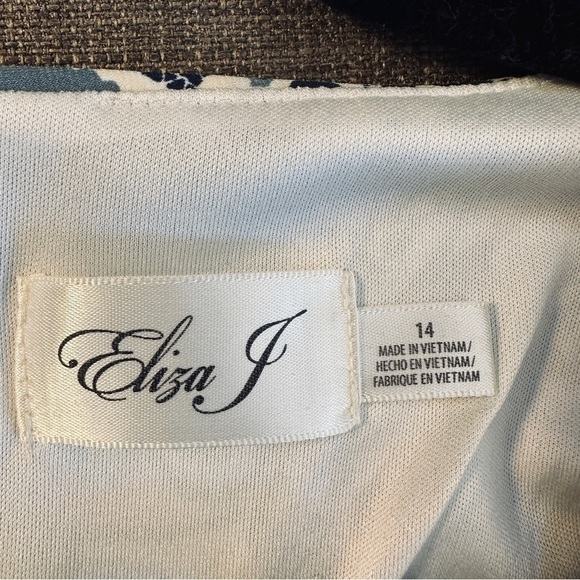 Eliza J
14
MADE IN VIETNAM/
HECHO EN VIETNAM/
FABRIQUE EN VIETNAM